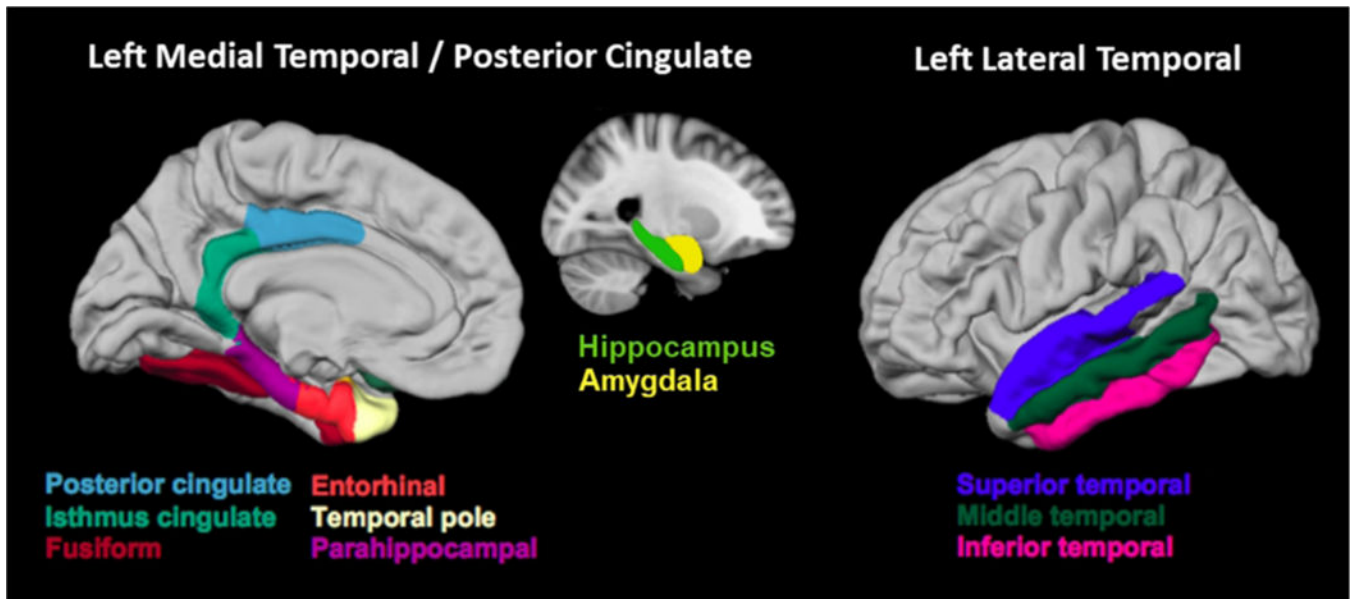 Left Medial Temporal / Posterior Cingulate
Left Lateral Temporal
Hippocampus
Amygdala
Posterior cingulate
Isthmus cingulate
Fusiform
Entorhinal
Temporal pole
Parahippocampal
Superior temporal
Middle temporal
Inferior temporal